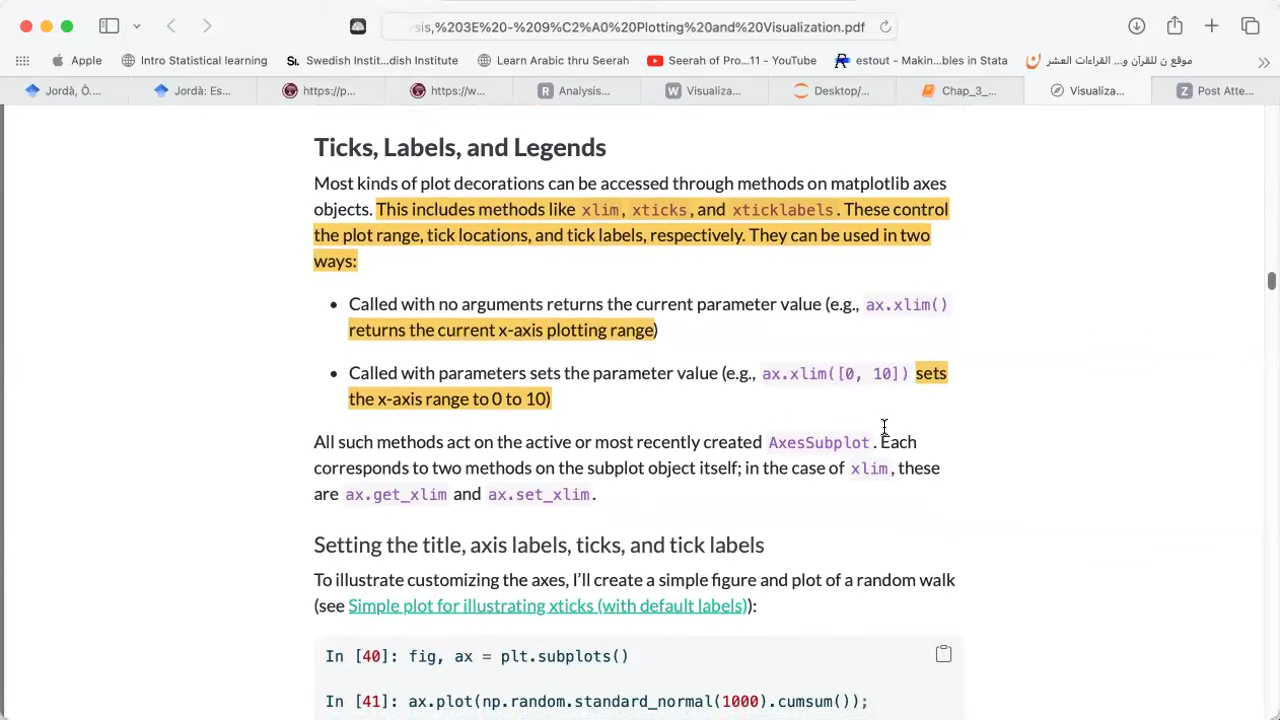 sis,%203E%20-%209%C2%A0%20Plotting%20and%20Visualization.pdf
Apple Intro Statistical learning Swedish Instit...dish Institute Learn Arabic thru Seerah Seerah of Pro...11 - YouTube estout - Makin...bles in Stata موقع ن للقرآن و... القراءات العشر
Jordà, Ò.... Jordà: Es... https://p... https://w... Analysis... Visualiza... Desktop/... Chap_3_... Visualiza... Post Atte...
Ticks, Labels, and Legends
Most kinds of plot decorations can be accessed through methods on matplotlib axes
objects. This includes methods like xlim, xticks, and xticklabels. These control
the plot range, tick locations, and tick labels, respectively. They can be used in two
ways:
• Called with no arguments returns the current parameter value (e.g., ax.xlim()
returns the current x-axis plotting range)
• Called with parameters sets the parameter value (e.g., ax.xlim([0, 10]) sets
the x-axis range to 0 to 10)
All such methods act on the active or most recently created AxesSubplot. Each
corresponds to two methods on the subplot object itself; in the case of xlim, these
are ax.get_xlim and ax.set_xlim.
Setting the title, axis labels, ticks, and tick labels
To illustrate customizing the axes, I'll create a simple figure and plot of a random walk
(see Simple plot for illustrating xticks (with default labels)):
In [40]: fig, ax = plt.subplots()
In [41]: ax.plot(np.random.standard_normal(1000).cumsum());